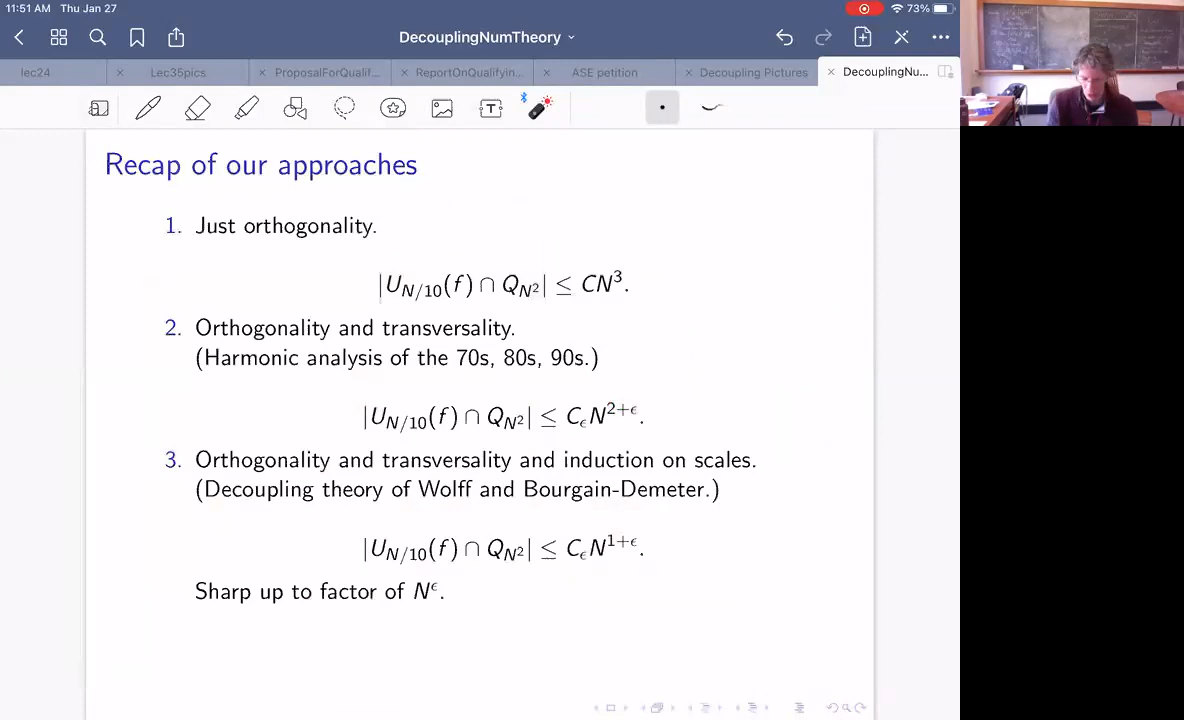 11:51 AM Thu Jan 27
73%
DecouplingNumTheory
lec24
Lec35pics
ProposalForQualif...
ReportOnQualifyin...
ASE petition
Decoupling Pictures
DecouplingNu...
Recap of our approaches
1. Just orthogonality.
|U_{N/10}(f) ∩ Q_{N^2}| ≤ CN^3.
2. Orthogonality and transversality.
(Harmonic analysis of the 70s, 80s, 90s.)
|U_{N/10}(f) ∩ Q_{N^2}| ≤ C_ϵ N^{2+ϵ}.
3. Orthogonality and transversality and induction on scales.
(Decoupling theory of Wolff and Bourgain-Demeter.)
|U_{N/10}(f) ∩ Q_{N^2}| ≤ C_ϵ N^{1+ϵ}.
Sharp up to factor of N^ϵ.